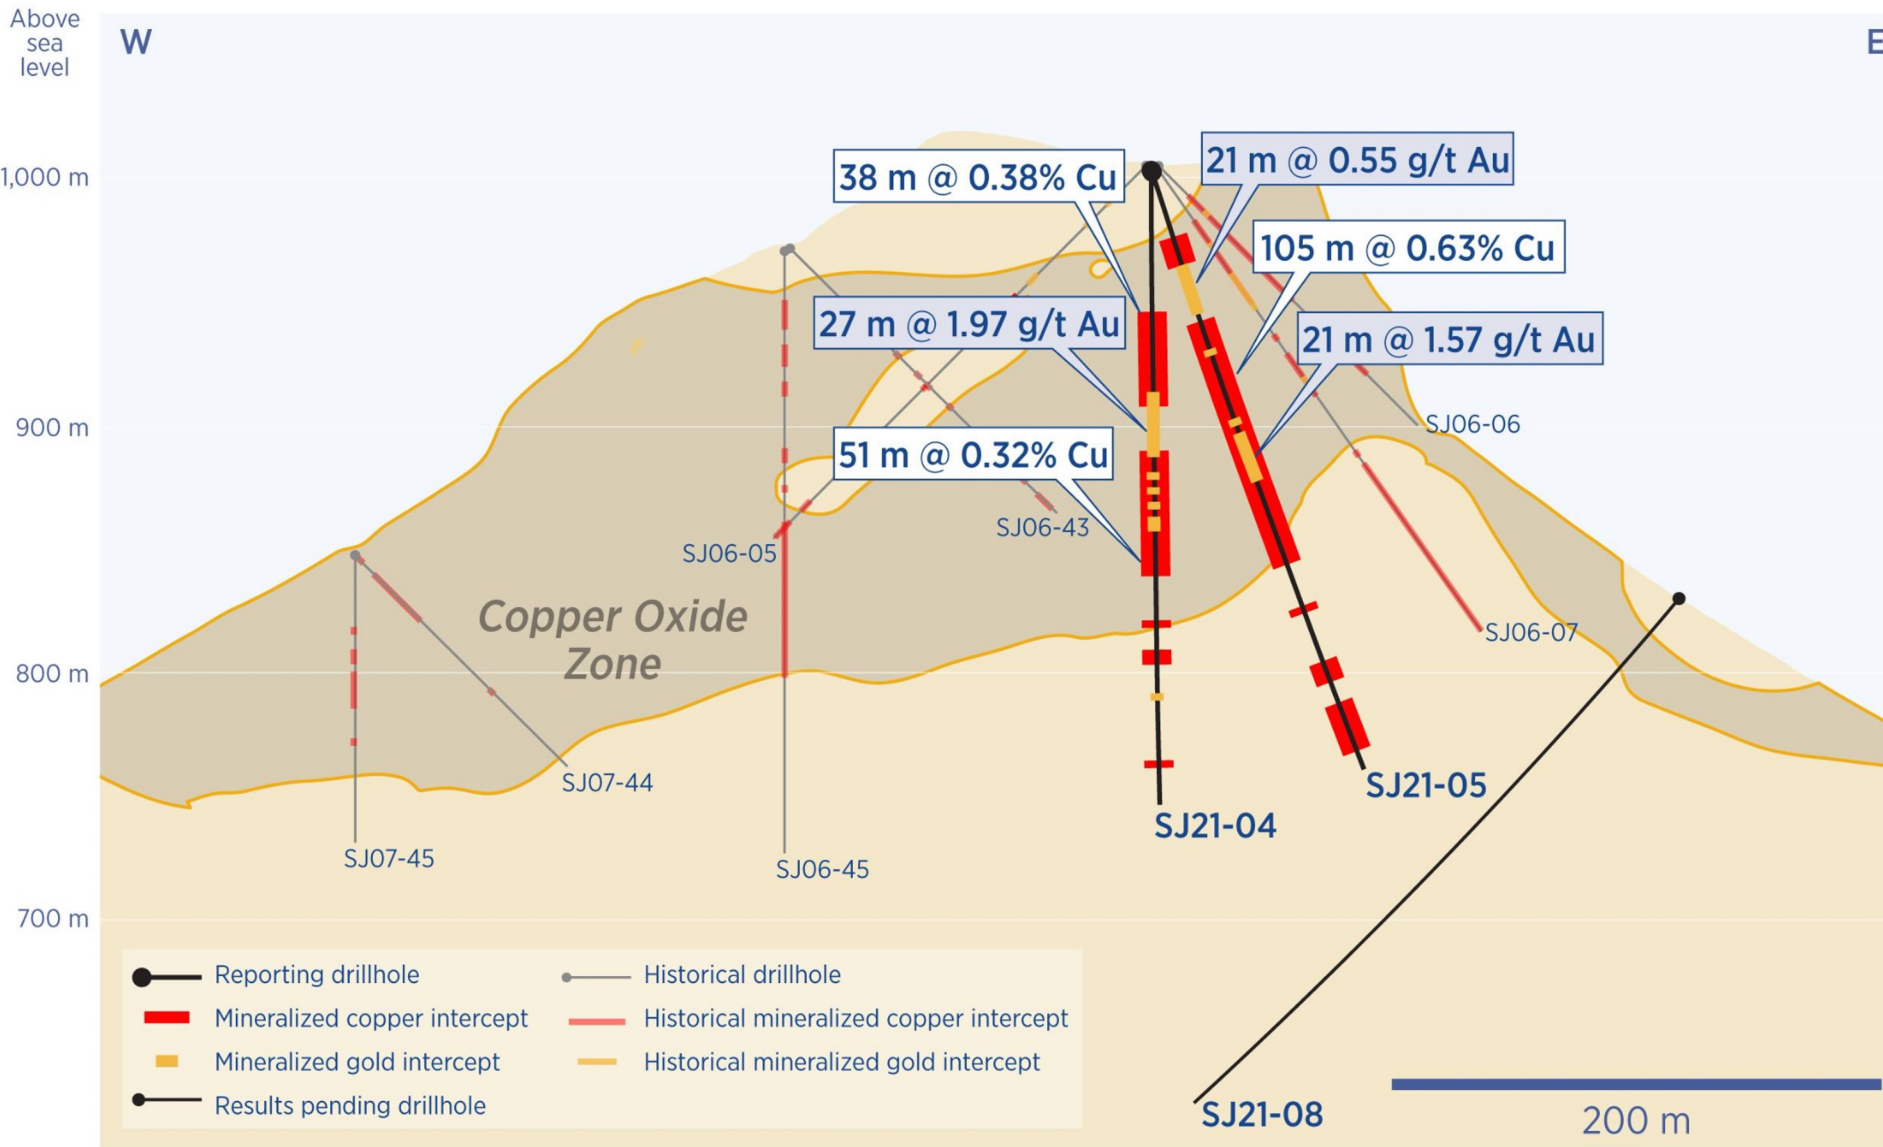 Above
sea
level
W
E
1,000 m
900 m
800 m
700 m
38 m @ 0.38% Cu
21 m @ 0.55 g/t Au
105 m @ 0.63% Cu
27 m @ 1.97 g/t Au
21 m @ 1.57 g/t Au
51 m @ 0.32% Cu
SJ06-06
SJ06-43
SJ06-05
Copper Oxide
Zone
SJ06-07
SJ07-44
SJ21-05
SJ21-04
SJ07-45
SJ06-45
Reporting drillhole
Historical drillhole
Mineralized copper intercept
Historical mineralized copper intercept
Mineralized gold intercept
Historical mineralized gold intercept
Results pending drillhole
SJ21-08
200 m